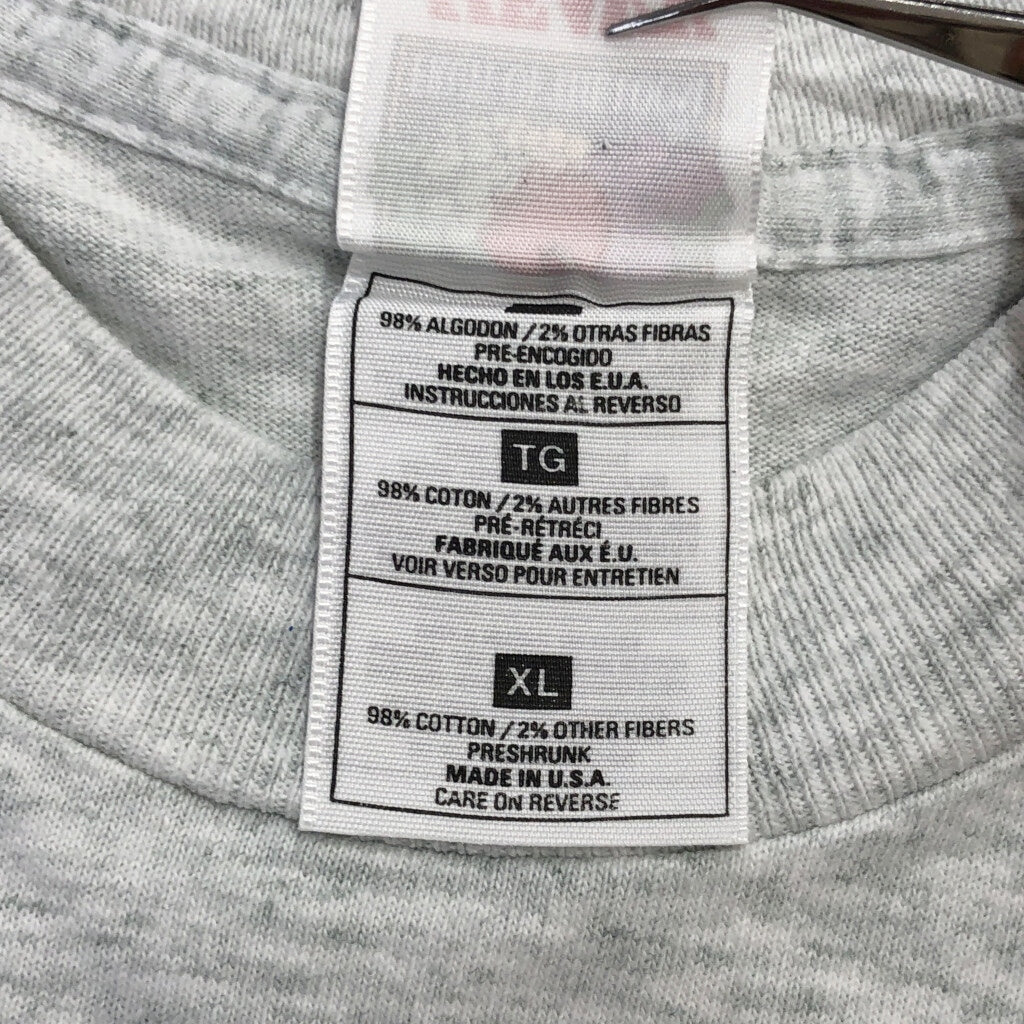 98% ALGODON / 2% OTRAS FIBRAS
PRE-ENCOGIDO
HECHO EN LOS E.U.A.
INSTRUCCIONES AL REVERSO
TG
98% COTON / 2% AUTRES FIBRES
PRÉ-RÉTRÉCI
FABRIQUÉ AUX É.U.
VOIR VERSO POUR ENTRETIEN
XL
98% COTTON / 2% OTHER FIBERS
PRESHRUNK
MADE IN U.S.A.
CARE ON REVERSE